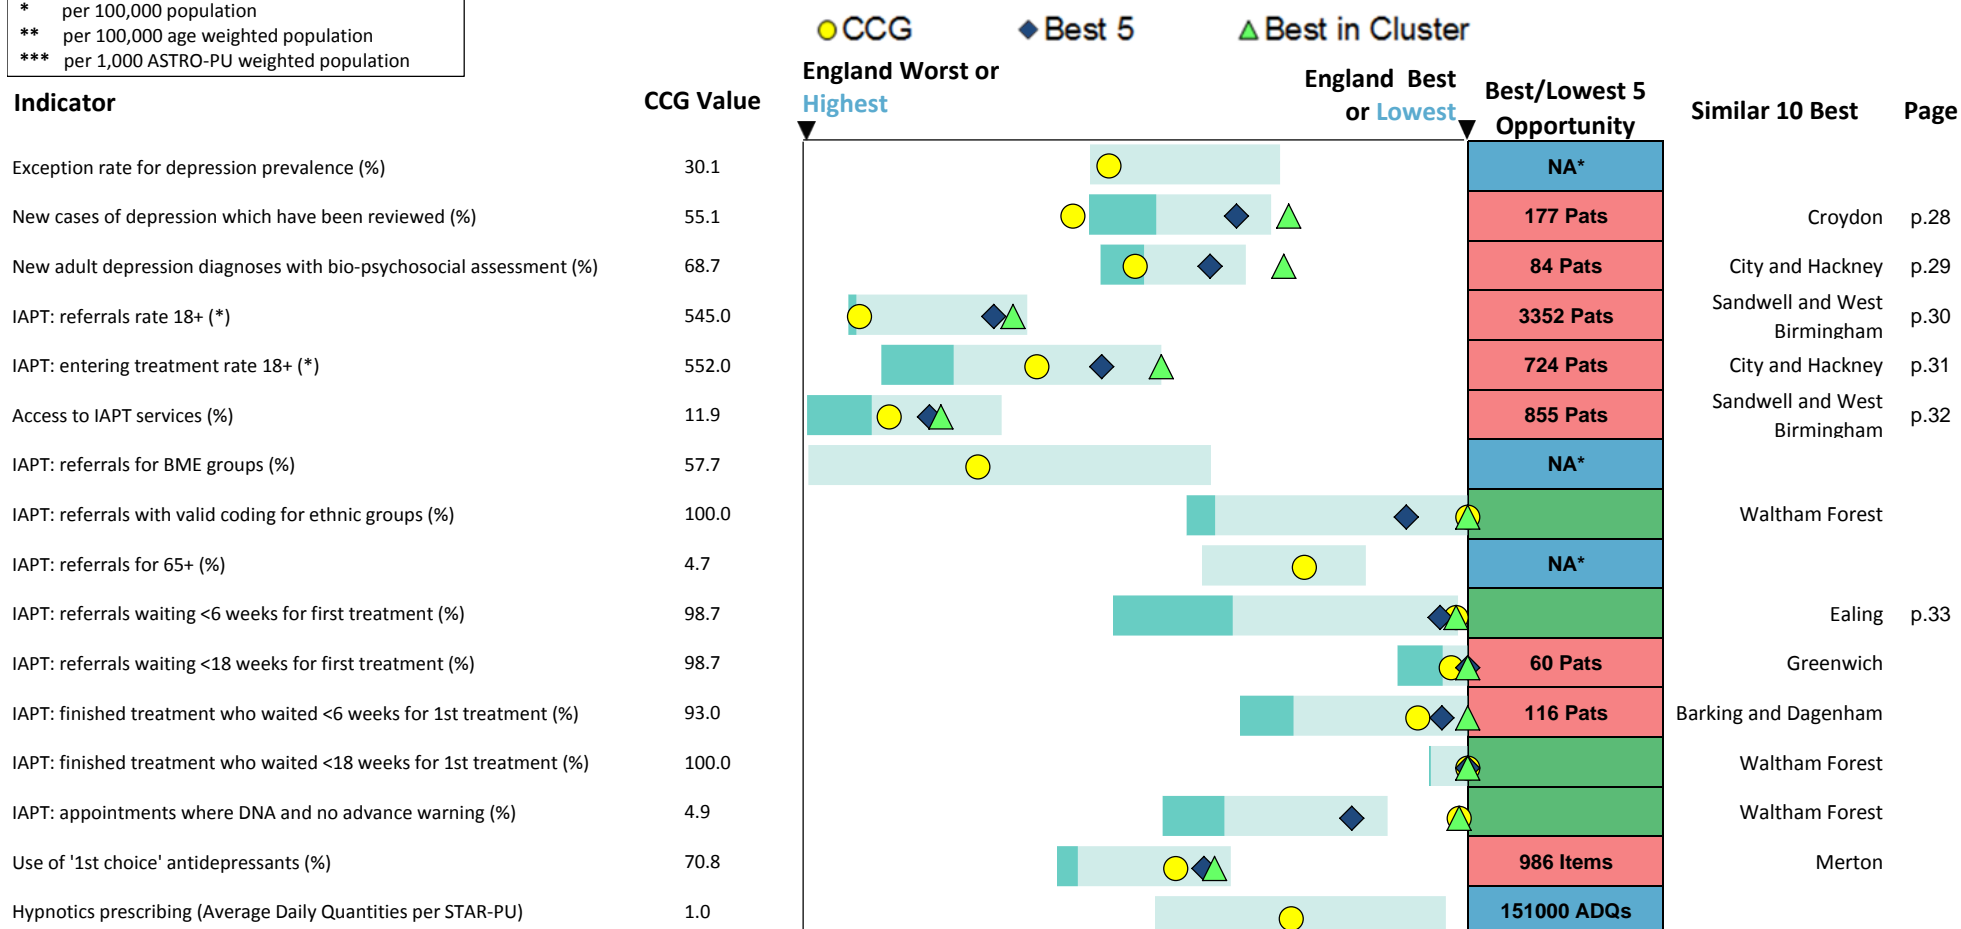 * per 100,000 population
** per 100,000 age weighted population
*** per 1,000 ASTRO-PU weighted population
CCG Best 5 Best in Cluster
England Worst or Highest
England Best or Lowest
Indicator CCG Value Best/Lowest 5 Opportunity Similar 10 Best Page
Exception rate for depression prevalence (%) 30.1 NA*
New cases of depression which have been reviewed (%) 55.1 177 Pats Croydon p.28
New adult depression diagnoses with bio-psychosocial assessment (%) 68.7 84 Pats City and Hackney p.29
IAPT: referrals rate 18+ (*) 545.0 3352 Pats Sandwell and West Birmingham p.30
IAPT: entering treatment rate 18+ (*) 552.0 724 Pats City and Hackney p.31
Access to IAPT services (%) 11.9 855 Pats Sandwell and West Birmingham p.32
IAPT: referrals for BME groups (%) 57.7 NA*
IAPT: referrals with valid coding for ethnic groups (%) 100.0 Waltham Forest
IAPT: referrals for 65+ (%) 4.7 NA*
IAPT: referrals waiting <6 weeks for first treatment (%) 98.7 Ealing p.33
IAPT: referrals waiting <18 weeks for first treatment (%) 98.7 60 Pats Greenwich
IAPT: finished treatment who waited <6 weeks for 1st treatment (%) 93.0 116 Pats Barking and Dagenham
IAPT: finished treatment who waited <18 weeks for 1st treatment (%) 100.0 Waltham Forest
IAPT: appointments where DNA and no advance warning (%) 4.9 Waltham Forest
Use of '1st choice' antidepressants (%) 70.8 986 Items Merton
Hypnotics prescribing (Average Daily Quantities per STAR-PU) 1.0 151000 ADQs